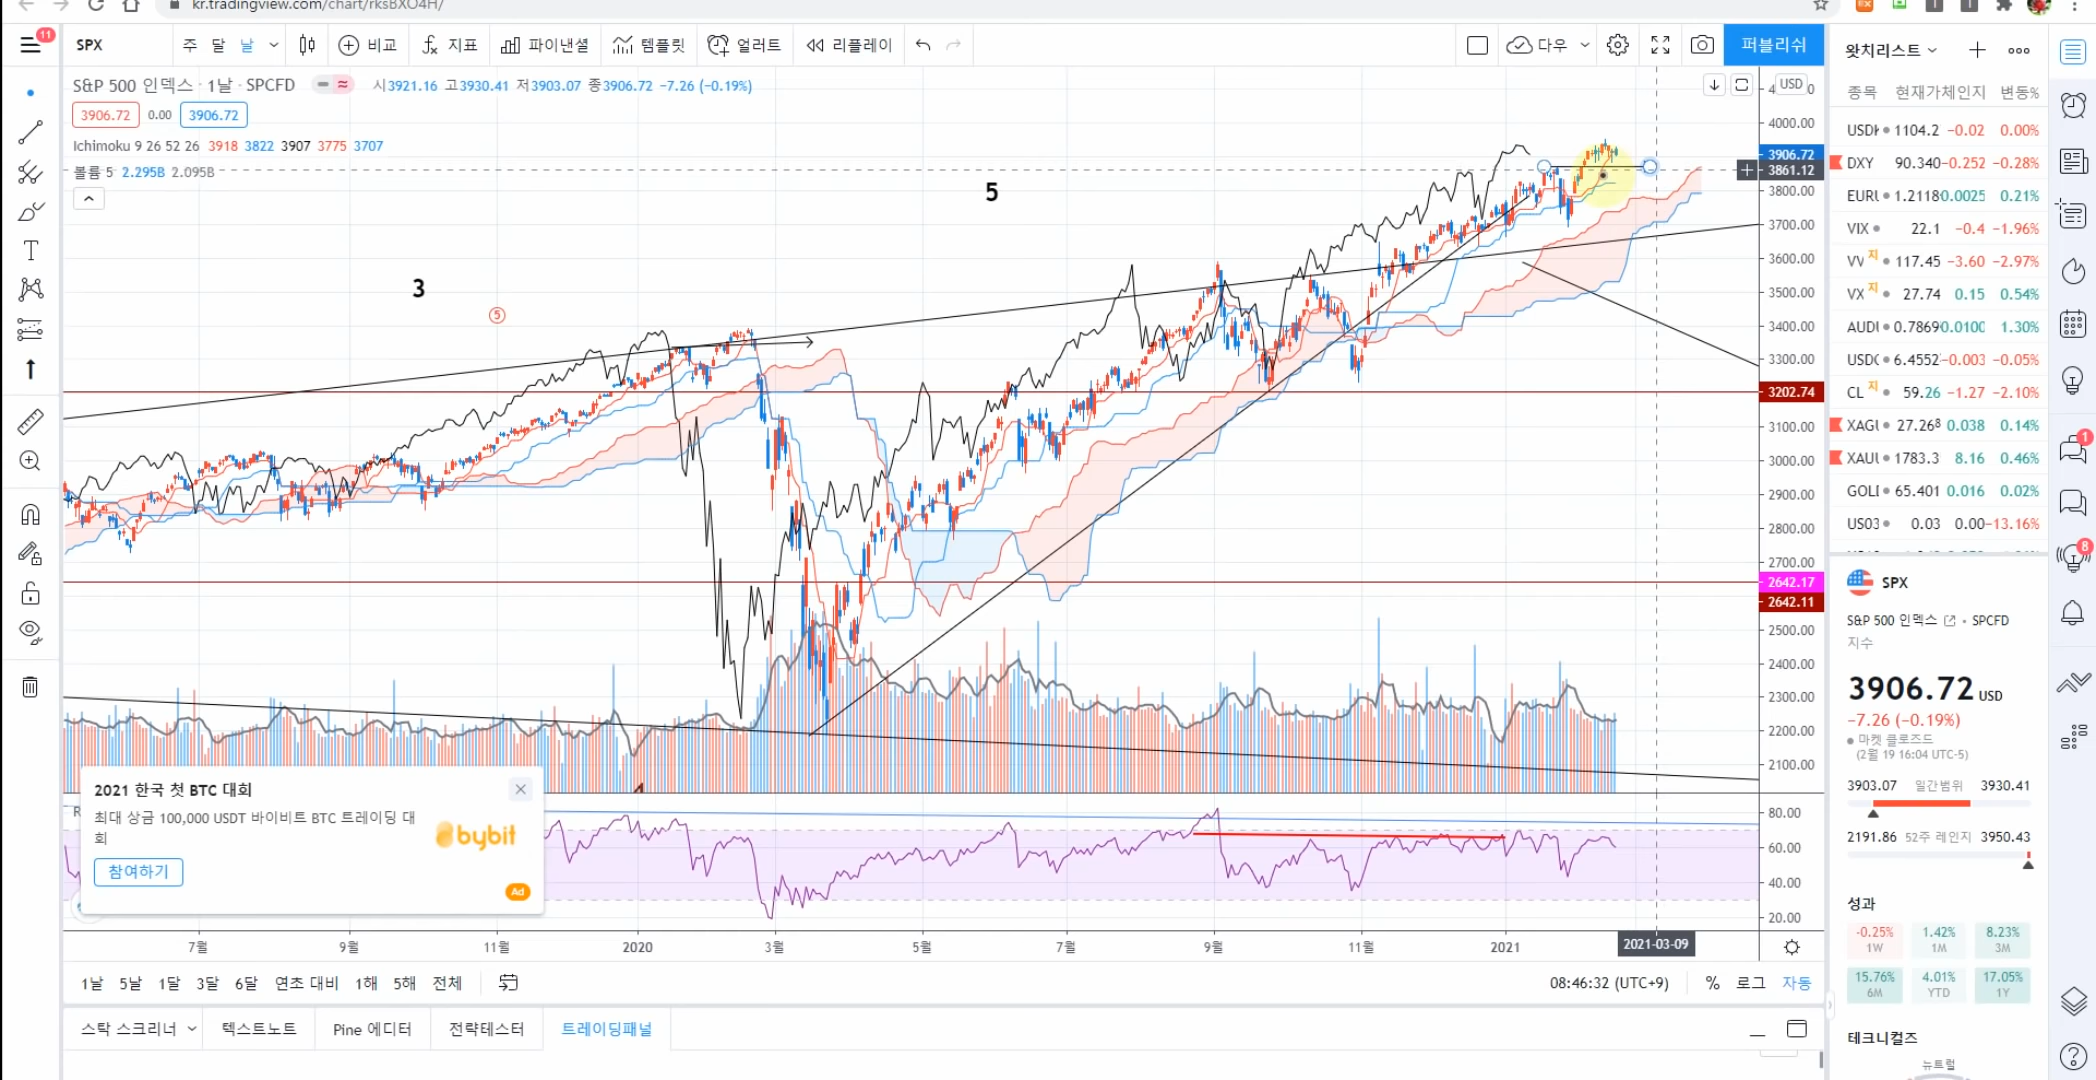 kr.tradingview.com/chart/rksBXO4H/
11
SPX
주 달 날
비교
지표
파이낸셜
템플릿
얼러트
리플레이
다우
퍼블리쉬
S&P 500 인덱스 · 1날 · SPCFD
시3921.16 고3930.41 저3903.07 종3906.72 -7.26 (-0.19%)
3906.72 0.00 3906.72
Ichimoku 9 26 52 26 3918 3822 3907 3775 3707
볼륨 5 2.295B 2.095B
3
5
5
USD
4000.00
3906.72
3861.12
3800.00
3700.00
3600.00
3500.00
3400.00
3300.00
3202.74
3100.00
3000.00
2900.00
2800.00
2700.00
2642.17
2642.11
2500.00
2400.00
2300.00
2200.00
2100.00
80.00
60.00
40.00
20.00
2021 한국 첫 BTC 대회
최대 상금 100,000 USDT 바이비트 BTC 트레이딩 대
회
bybit
참여하기
Ad
7월 9월 11월 2020 3월 5월 7월 9월 11월 2021 2021-03-09
1날 5날 1달 3달 6달 연초 대비 1해 5해 전체
08:46:32 (UTC+9) % 로그 자동
스탁 스크리너 텍스트노트 Pine 에디터 전략테스터 트레이딩패널
왓치리스트
종목 현재가 체인지 변동%
1104.2 -0.02 0.00%
DXY 90.340 -0.252 -0.28%
1.2118 0.0025 0.21%
VIX 22.1 -0.4 -1.96%
117.45 -3.60 -2.97%
VX 지 27.74 0.15 0.54%
0.7869 0.0100 1.30%
6.4552 -0.003 -0.05%
CL 지 59.26 -1.27 -2.10%
27.268 0.038 0.14%
1783.3 8.16 0.46%
65.401 0.016 0.02%
US03 0.03 0.00 -13.16%
SPX
S&P 500 인덱스 • SPCFD
지수
3906.72 USD
-7.26 (-0.19%)
마켓 클로즈드
(2월 19 16:04 UTC-5)
3903.07 일간범위 3930.41
2191.86 52주 레인지 3950.43
성과
-0.25% 1.42% 8.23%
1W 1M 3M
15.76% 4.01% 17.05%
6M YTD 1Y
테크니컬즈
뉴트럴
1
8